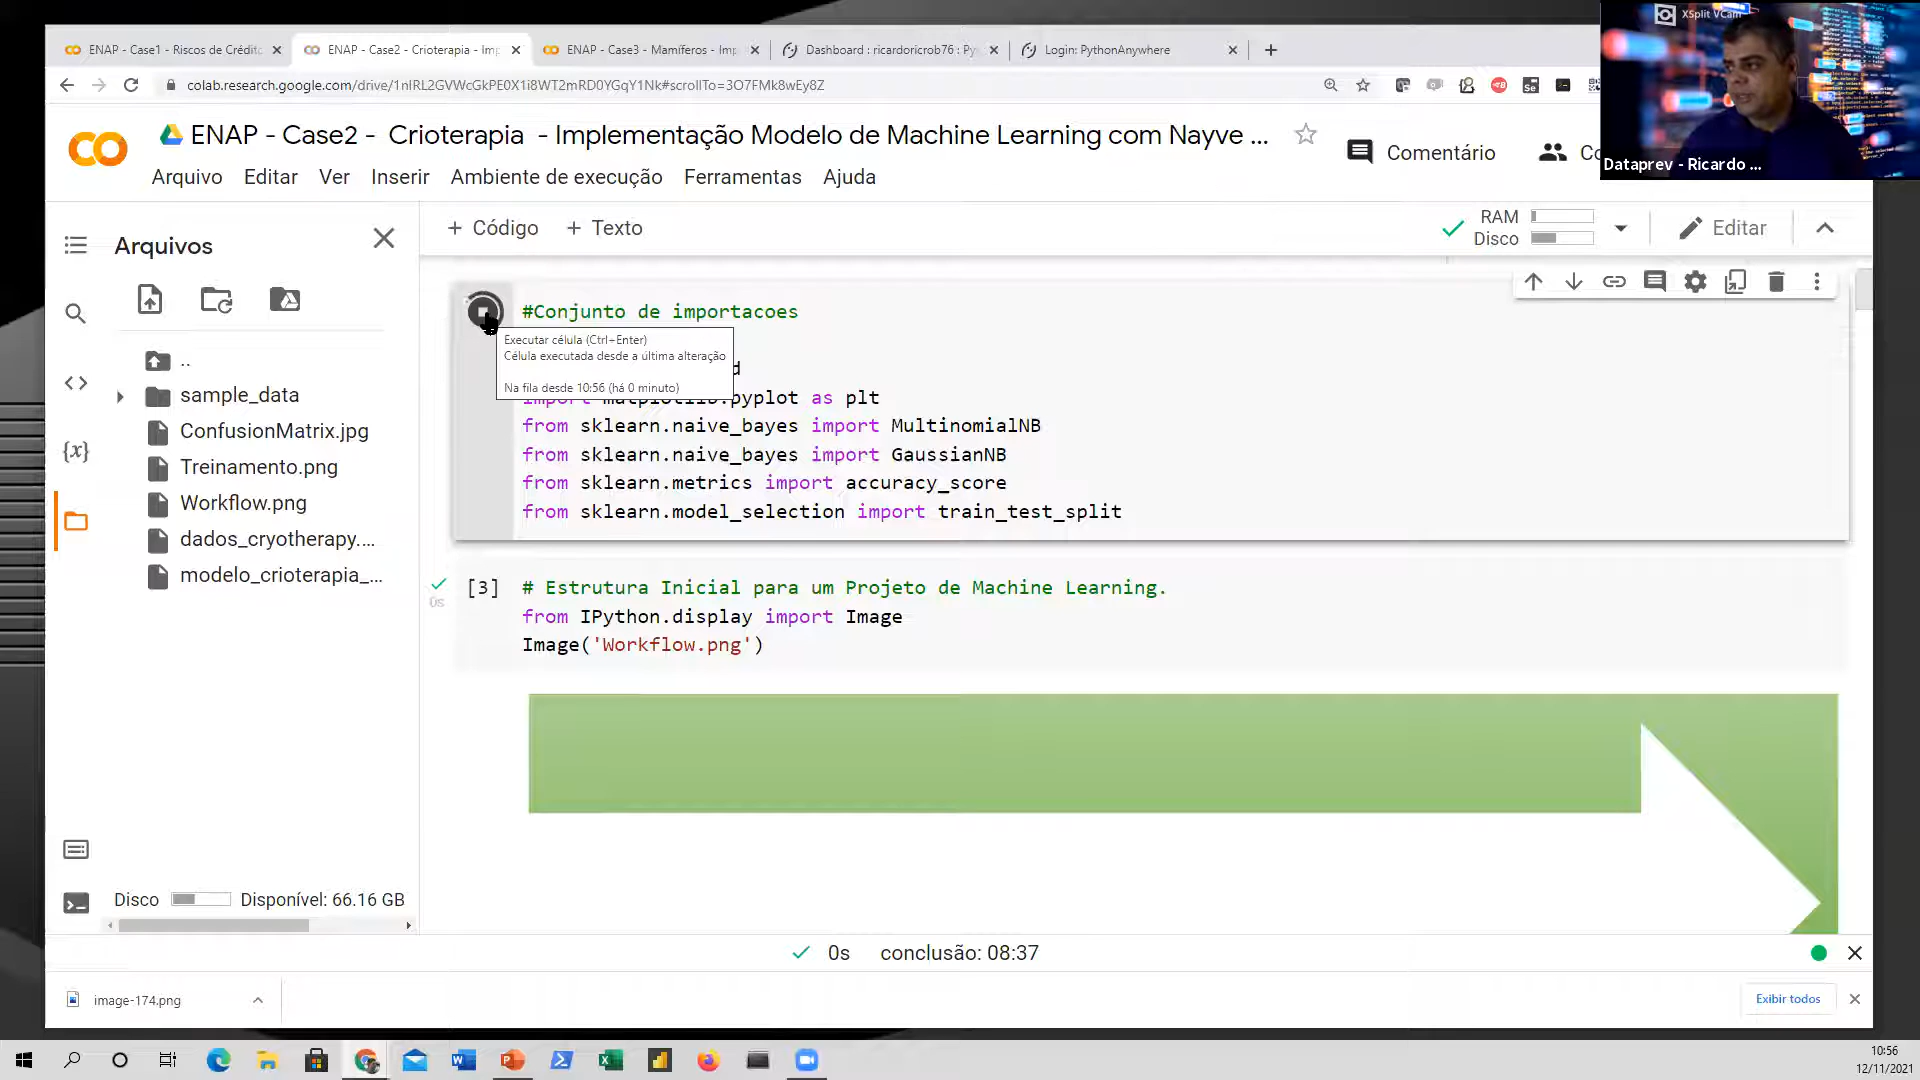 XSplit VCam
Dataprev - Ricardo ...
ENAP - Case1 - Riscos de Crédito
ENAP - Case2 - Crioterapia - Imp
ENAP - Case3 - Mamíferos - Imp
Dashboard : ricardoricrob76 : Py
Login: PythonAnywhere
colab.research.google.com/drive/1nIRL2GVWcGkPE0X1i8WT2mRD0YGqY1Nk#scrollTo=3O7FMk8wEy8Z
ENAP - Case2 - Crioterapia - Implementação Modelo de Machine Learning com Nayve ...
Comentário
Arquivo Editar Ver Inserir Ambiente de execução Ferramentas Ajuda
Arquivos
+ Código + Texto
RAM
Disco
Editar
..
sample_data
ConfusionMatrix.jpg
Treinamento.png
Workflow.png
dados_cryotherapy....
modelo_crioterapia_...
Disco Disponível: 66.16 GB
#Conjunto de importacoes
Executar célula (Ctrl+Enter)
Célula executada desde a última alteração
Na fila desde 10:56 (há 0 minuto)
import matplotlib.pyplot as plt
from sklearn.naive_bayes import MultinomialNB
from sklearn.naive_bayes import GaussianNB
from sklearn.metrics import accuracy_score
from sklearn.model_selection import train_test_split
[3] # Estrutura Inicial para um Projeto de Machine Learning.
0s
from IPython.display import Image
Image('Workflow.png')
0s conclusão: 08:37
image-174.png
Exibir todos
10:56
12/11/2021